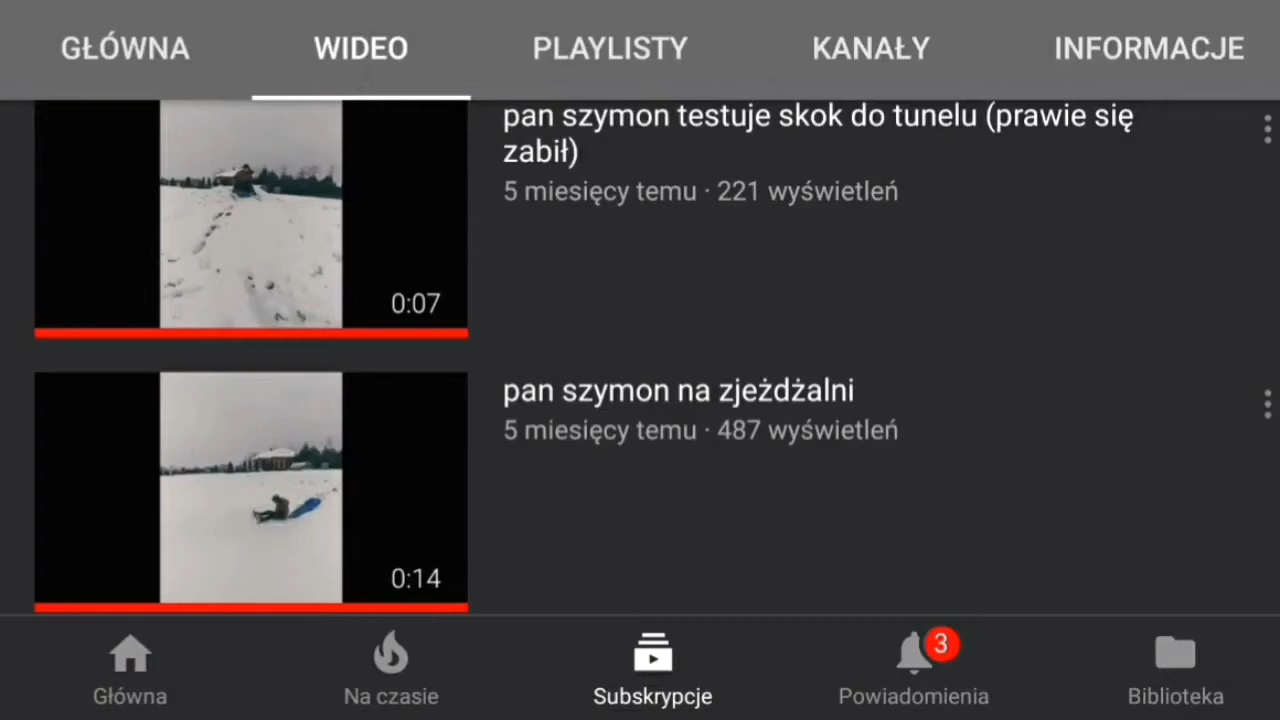 GŁÓWNA WIDEO PLAYLISTY KANAŁY INFORMACJE
pan szymon testuje skok do tunelu (prawie się
zabił)
5 miesięcy temu · 221 wyświetleń
0:07
pan szymon na zjeżdżalni
5 miesięcy temu · 487 wyświetleń
0:14
3
Główna Na czasie Subskrypcje Powiadomienia Biblioteka